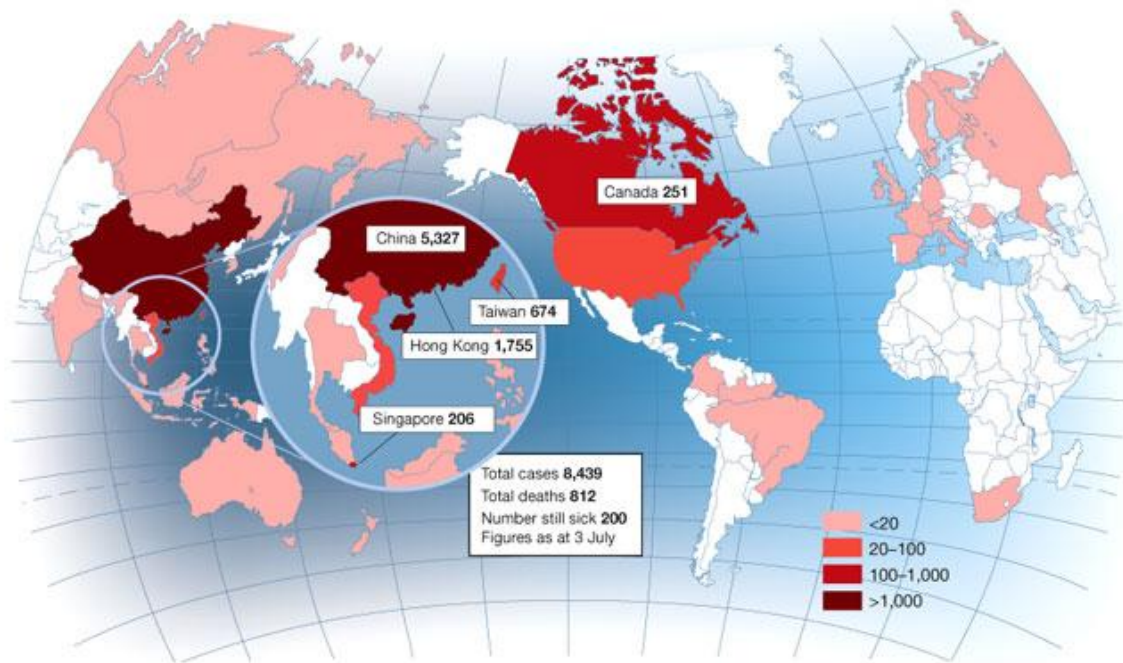 Canada 251
China 5,327
Taiwan 674
Hong Kong 1,755
Singapore 206
Total cases 8,439
Total deaths 812
Number still sick 200
Figures as at 3 July
<20
20–100
100–1,000
>1,000